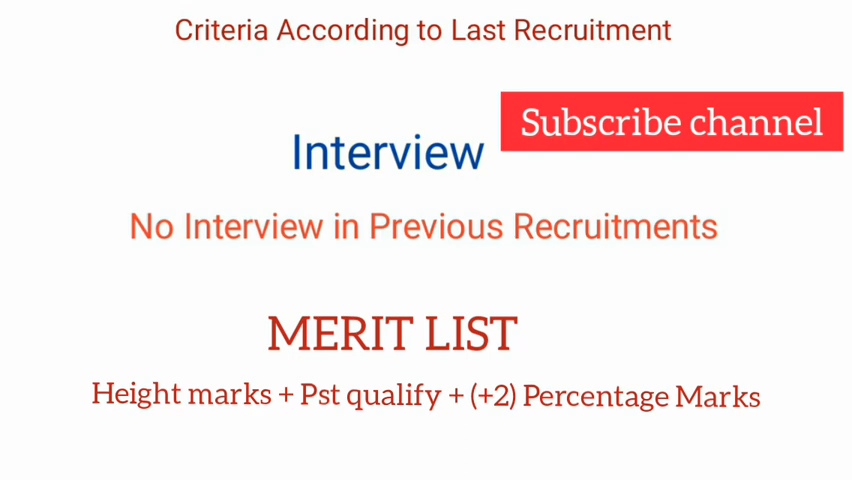 Criteria According to Last Recruitment
Subscribe channel
Interview
No Interview in Previous Recruitments
MERIT LIST
Height marks + Pst qualify + (+2) Percentage Marks